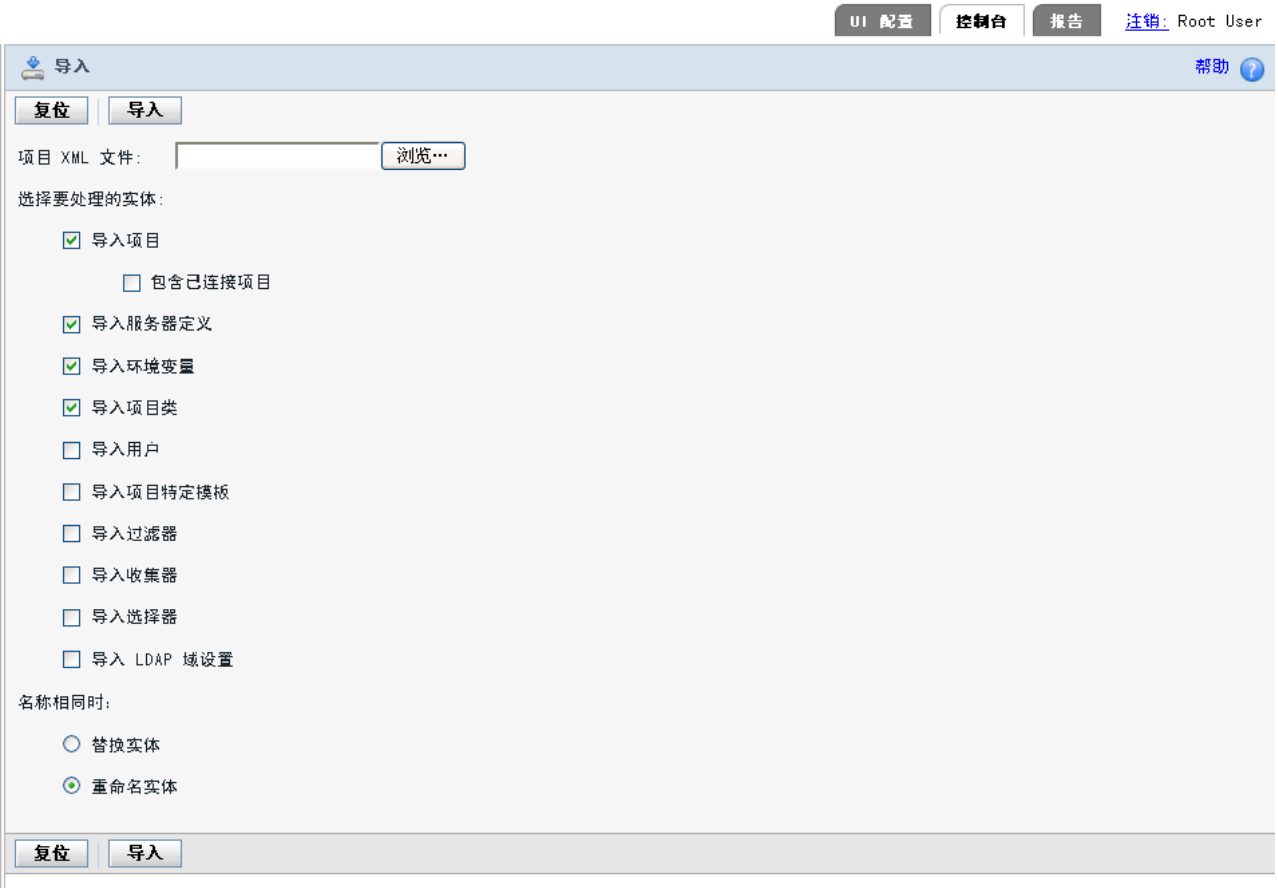 UI 配置 控制台 报告 注销: Root User
导入 帮助 ?
复位 导入
项目 XML 文件: 浏览…
选择要处理的实体:
导入项目
包含已连接项目
导入服务器定义
导入环境变量
导入项目类
导入用户
导入项目特定模板
导入过滤器
导入收集器
导入选择器
导入 LDAP 域设置
名称相同时:
替换实体
重命名实体
复位 导入